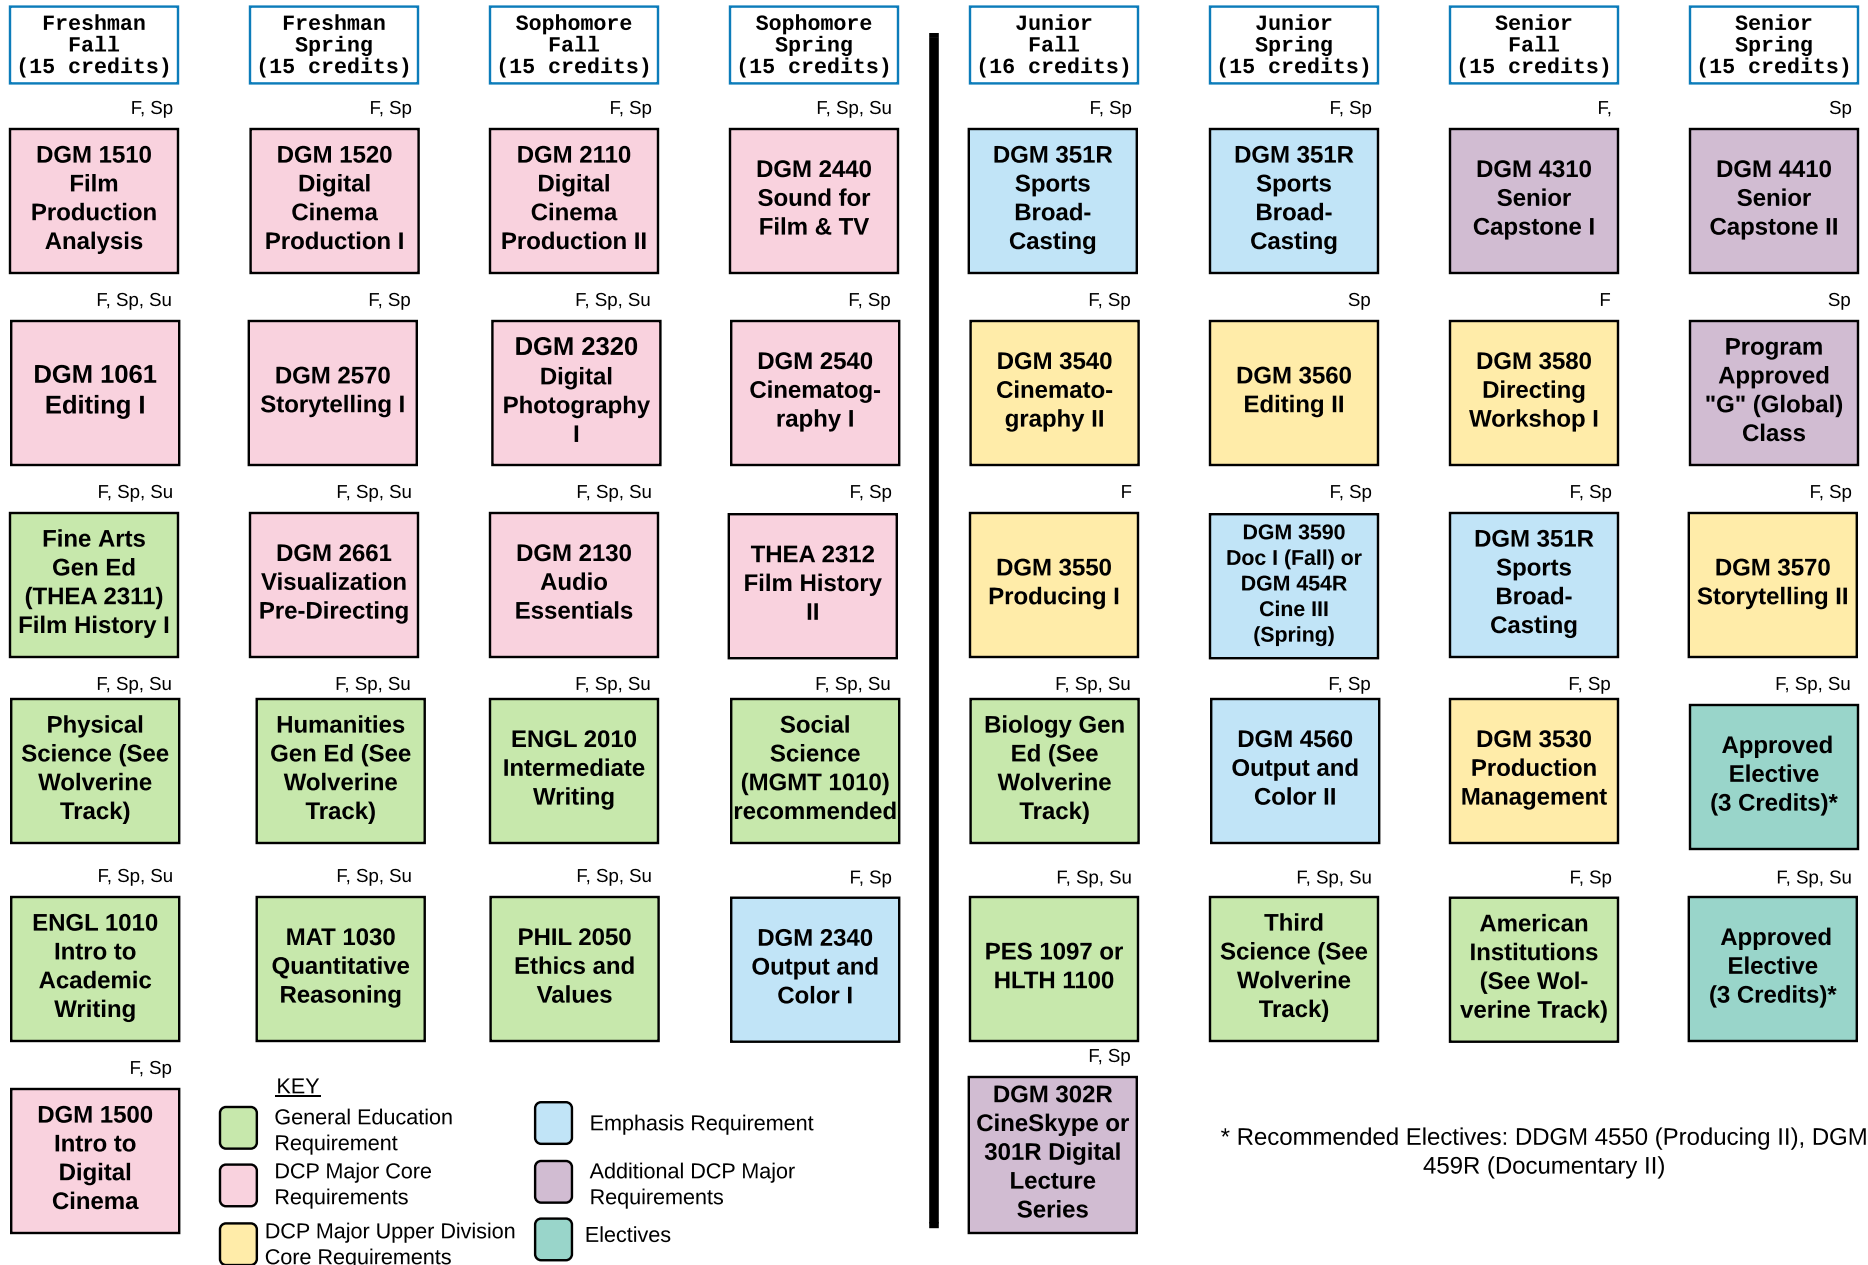 Freshman
Fall
(15 credits)
F, Sp
DGM 1510
Film
Production
Analysis
F, Sp, Su
DGM 1061
Editing I
F, Sp, Su
Fine Arts
Gen Ed
(THEA 2311)
Film History I
F, Sp, Su
Physical
Science (See
Wolverine
Track)
F, Sp, Su
ENGL 1010
Intro to
Academic
Writing
F, Sp
DGM 1500
Intro to
Digital
Cinema
Freshman
Spring
(15 credits)
F, Sp
DGM 1520
Digital
Cinema
Production I
F, Sp
DGM 2570
Storytelling I
F, Sp, Su
DGM 2661
Visualization
Pre-Directing
F, Sp, Su
Humanities
Gen Ed (See
Wolverine
Track)
F, Sp, Su
MAT 1030
Quantitative
Reasoning
Sophomore
Fall
(15 credits)
F, Sp
DGM 2110
Digital
Cinema
Production II
F, Sp, Su
DGM 2320
Digital
Photography
I
F, Sp, Su
DGM 2130
Audio
Essentials
F, Sp, Su
ENGL 2010
Intermediate
Writing
F, Sp, Su
PHIL 2050
Ethics and
Values
Sophomore
Spring
(15 credits)
F, Sp, Su
DGM 2440
Sound for
Film & TV
F, Sp
DGM 2540
Cinematog-
raphy I
F, Sp
THEA 2312
Film History
II
F, Sp, Su
Social
Science
(MGMT 1010)
recommended
F, Sp
DGM 2340
Output and
Color I
KEY
General Education
Requirement
DCP Major Core
Requirements
DCP Major Upper Division
Core Requirements
Emphasis Requirement
Additional DCP Major
Requirements
Electives
Junior
Fall
(16 credits)
F, Sp
DGM 351R
Sports
Broad-
Casting
F, Sp
DGM 3540
Cinemato-
graphy II
F
DGM 3550
Producing I
F, Sp, Su
Biology Gen
Ed (See
Wolverine
Track)
F, Sp, Su
PES 1097 or
HLTH 1100
F, Sp
DGM 302R
CineSkype or
301R Digital
Lecture
Series
Junior
Spring
(15 credits)
F, Sp
DGM 351R
Sports
Broad-
Casting
Sp
DGM 3560
Editing II
F, Sp
DGM 3590
Doc I (Fall) or
DGM 454R
Cine III
(Spring)
F, Sp
DGM 4560
Output and
Color II
F, Sp, Su
Third
Science (See
Wolverine
Track)
Senior
Fall
(15 credits)
F,
DGM 4310
Senior
Capstone I
F
DGM 3580
Directing
Workshop I
F, Sp
DGM 351R
Sports
Broad-
Casting
F, Sp
DGM 3530
Production
Management
F, Sp
American
Institutions
(See Wol-
verine Track)
Senior
Spring
(15 credits)
Sp
DGM 4410
Senior
Capstone II
Sp
Program
Approved
"G" (Global)
Class
F, Sp
DGM 3570
Storytelling II
F, Sp, Su
Approved
Elective
(3 Credits)*
F, Sp, Su
Approved
Elective
(3 Credits)*
* Recommended Electives: DDGM 4550 (Producing II), DGM
459R (Documentary II)